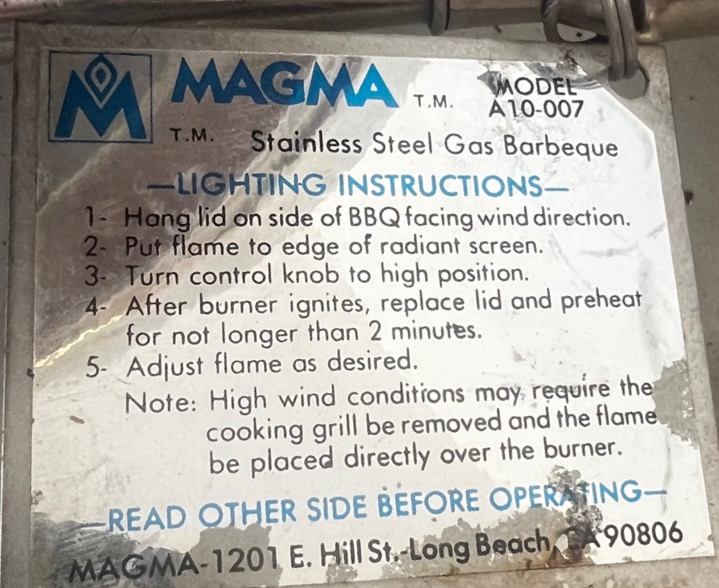 MAGMA T.M. MODEL
A10-007
T.M. Stainless Steel Gas Barbeque
—LIGHTING INSTRUCTIONS—
1- Hang lid on side of BBQ facing wind direction.
2- Put flame to edge of radiant screen.
3- Turn control knob to high position.
4- After burner ignites, replace lid and preheat
for not longer than 2 minutes.
5- Adjust flame as desired.
Note: High wind conditions may require the
cooking grill be removed and the flame
be placed directly over the burner.
—READ OTHER SIDE BEFORE OPERATING—
MAGMA-1201 E. Hill St.-Long Beach, CA 90806